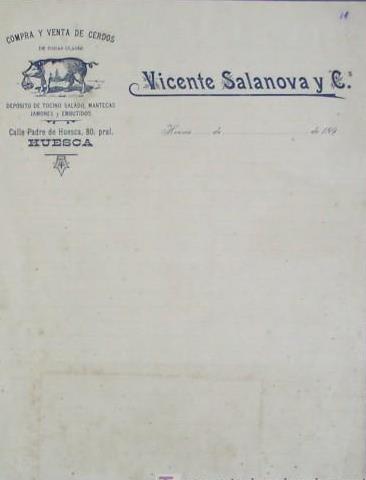 COMPRA Y VENTA DE CERDOS
DE TODAS CLASES
DEPOSITO DE TOCINO SALADO, MANTECAS
JAMONES y EMBUTIDOS
Calle Padre de Huesca, 80, pral.
HUESCA
Vicente Salanova y C.ª
Huesca de de 189